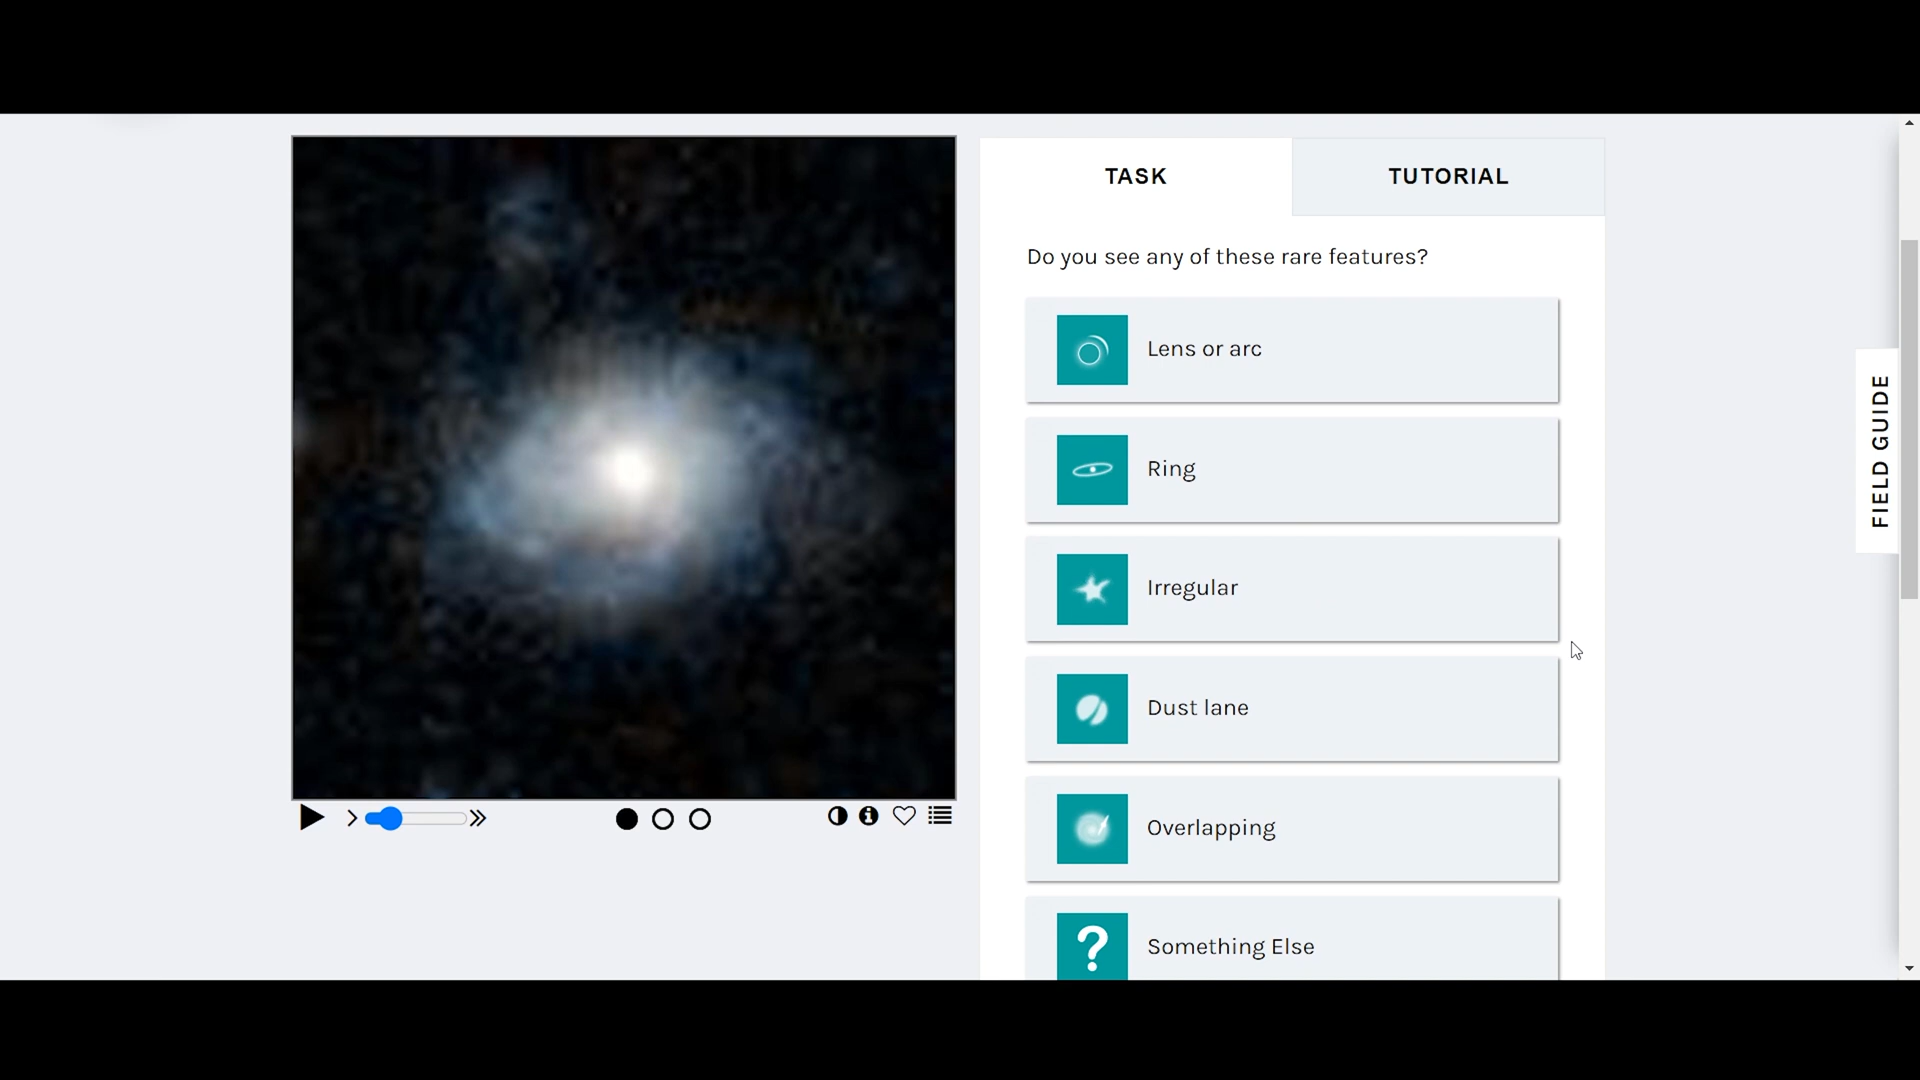 TASK
TUTORIAL
Do you see any of these rare features?
Lens or arc
Ring
Irregular
Dust lane
Overlapping
?
Something Else
FIELD GUIDE